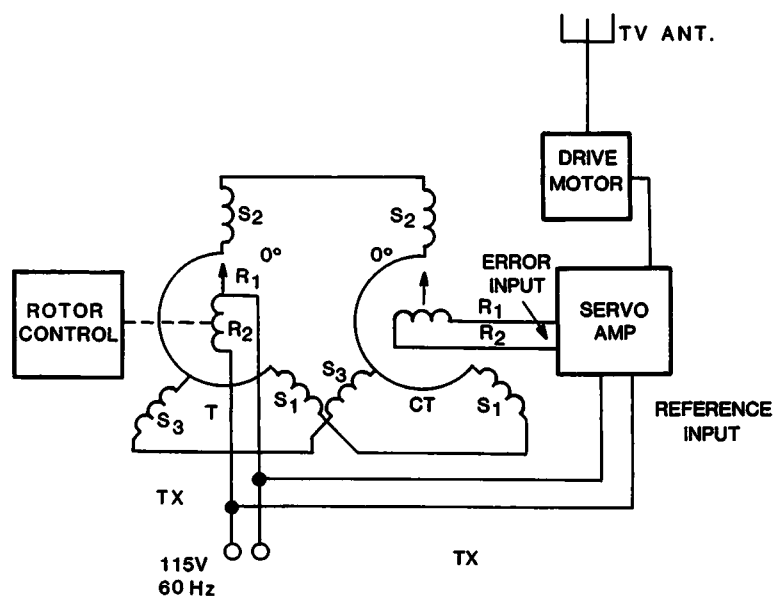 TV ANT.
DRIVE
MOTOR
S2
S2
0°
0°
R1
ERROR
INPUT
ROTOR
CONTROL
R2
R1
R2
SERVO
AMP
S3
S1
T
S3
CT
S1
REFERENCE
INPUT
TX
TX
115V
60 Hz